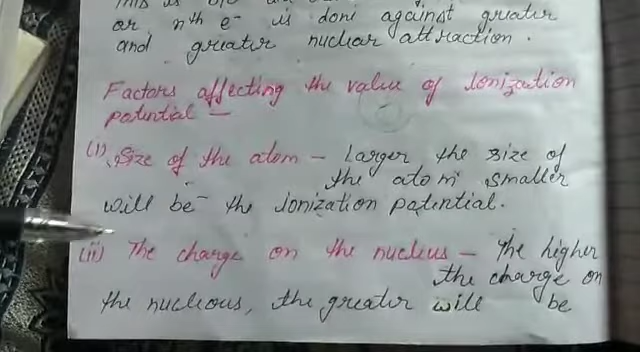 or nth e- is done against greater
and greater nuclear attraction.
Factors affecting the value of Ionization
potential —
(i) Size of the atom - Larger the size of
the atom smaller
will be the Ionization potential.
(ii) The charge on the nucleus - The higher
the charge on
the nucleous, the greater will be